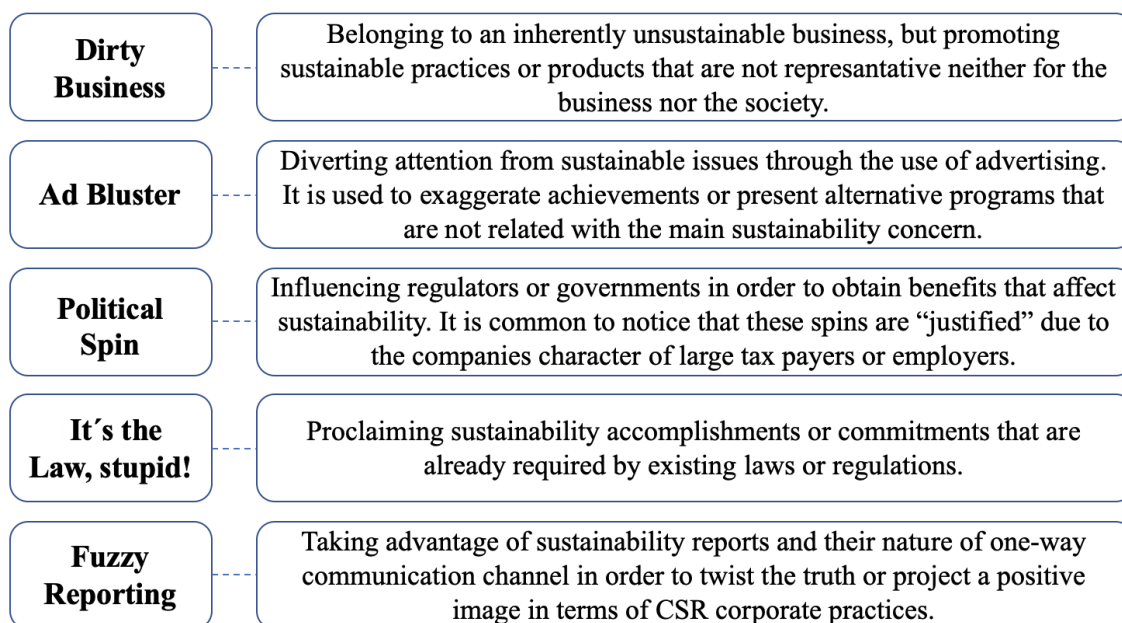 Dirty
Business
Belonging to an inherently unsustainable business, but promoting
sustainable practices or products that are not represantative neither for the
business nor the society.
Ad Bluster
Diverting attention from sustainable issues through the use of advertising.
It is used to exaggerate achievements or present alternative programs that
are not related with the main sustainability concern.
Political
Spin
Influencing regulators or governments in order to obtain benefits that affect
sustainability. It is common to notice that these spins are “justified” due to
the companies character of large tax payers or employers.
It´s the
Law, stupid!
Proclaiming sustainability accomplishments or commitments that are
already required by existing laws or regulations.
Fuzzy
Reporting
Taking advantage of sustainability reports and their nature of one-way
communication channel in order to twist the truth or project a positive
image in terms of CSR corporate practices.